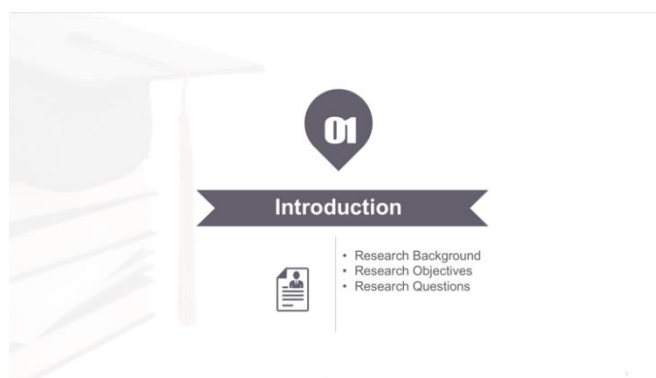 01
Introduction
• Research Background
• Research Objectives
• Research Questions